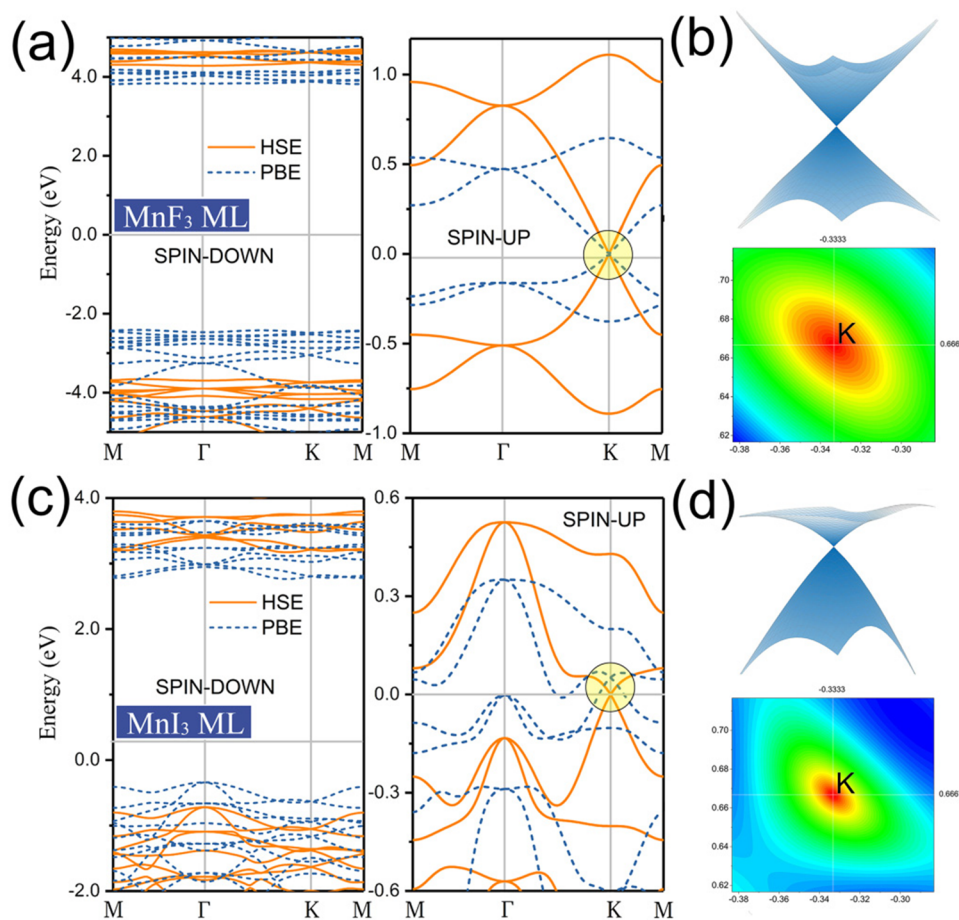 (a)
4.0
2.0
0.0
-2.0
-4.0
Energy (eV)
HSE
PBE
MnF3 ML
SPIN-DOWN
M Γ K M
1.0
0.5
0.0
-0.5
-1.0
SPIN-UP
M Γ K M
(b)
-0.3333
K
0.666
70
68
66
65
64
62
-0.38 -0.36 -0.34 -0.32 -0.30
(c)
4.0
2.0
0.0
-2.0
Energy (eV)
HSE
PBE
SPIN-DOWN
MnI3 ML
M Γ K M
0.6
0.3
0.0
-0.3
-0.6
SPIN-UP
M Γ K M
(d)
-0.3333
K
0.666
0.70
0.68
0.66
0.64
0.62
-0.38 -0.36 -0.34 -0.32 -0.30